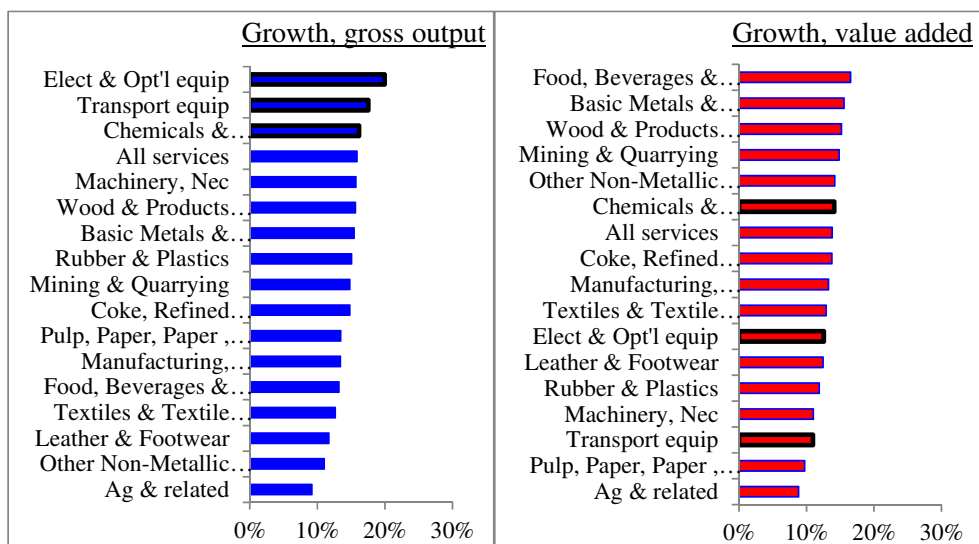 Growth, gross output
Elect & Opt'l equip
Transport equip
Chemicals &…
All services
Machinery, Nec
Wood & Products…
Basic Metals &…
Rubber & Plastics
Mining & Quarrying
Coke, Refined…
Pulp, Paper, Paper ,…
Manufacturing,…
Food, Beverages &…
Textiles & Textile…
Leather & Footwear
Other Non-Metallic…
Ag & related
0% 10% 20% 30%
Growth, value added
Food, Beverages &…
Basic Metals &…
Wood & Products…
Mining & Quarrying
Other Non-Metallic…
Chemicals &…
All services
Coke, Refined…
Manufacturing,…
Textiles & Textile…
Elect & Opt'l equip
Leather & Footwear
Rubber & Plastics
Machinery, Nec
Transport equip
Pulp, Paper, Paper ,…
Ag & related
0% 10% 20% 30%